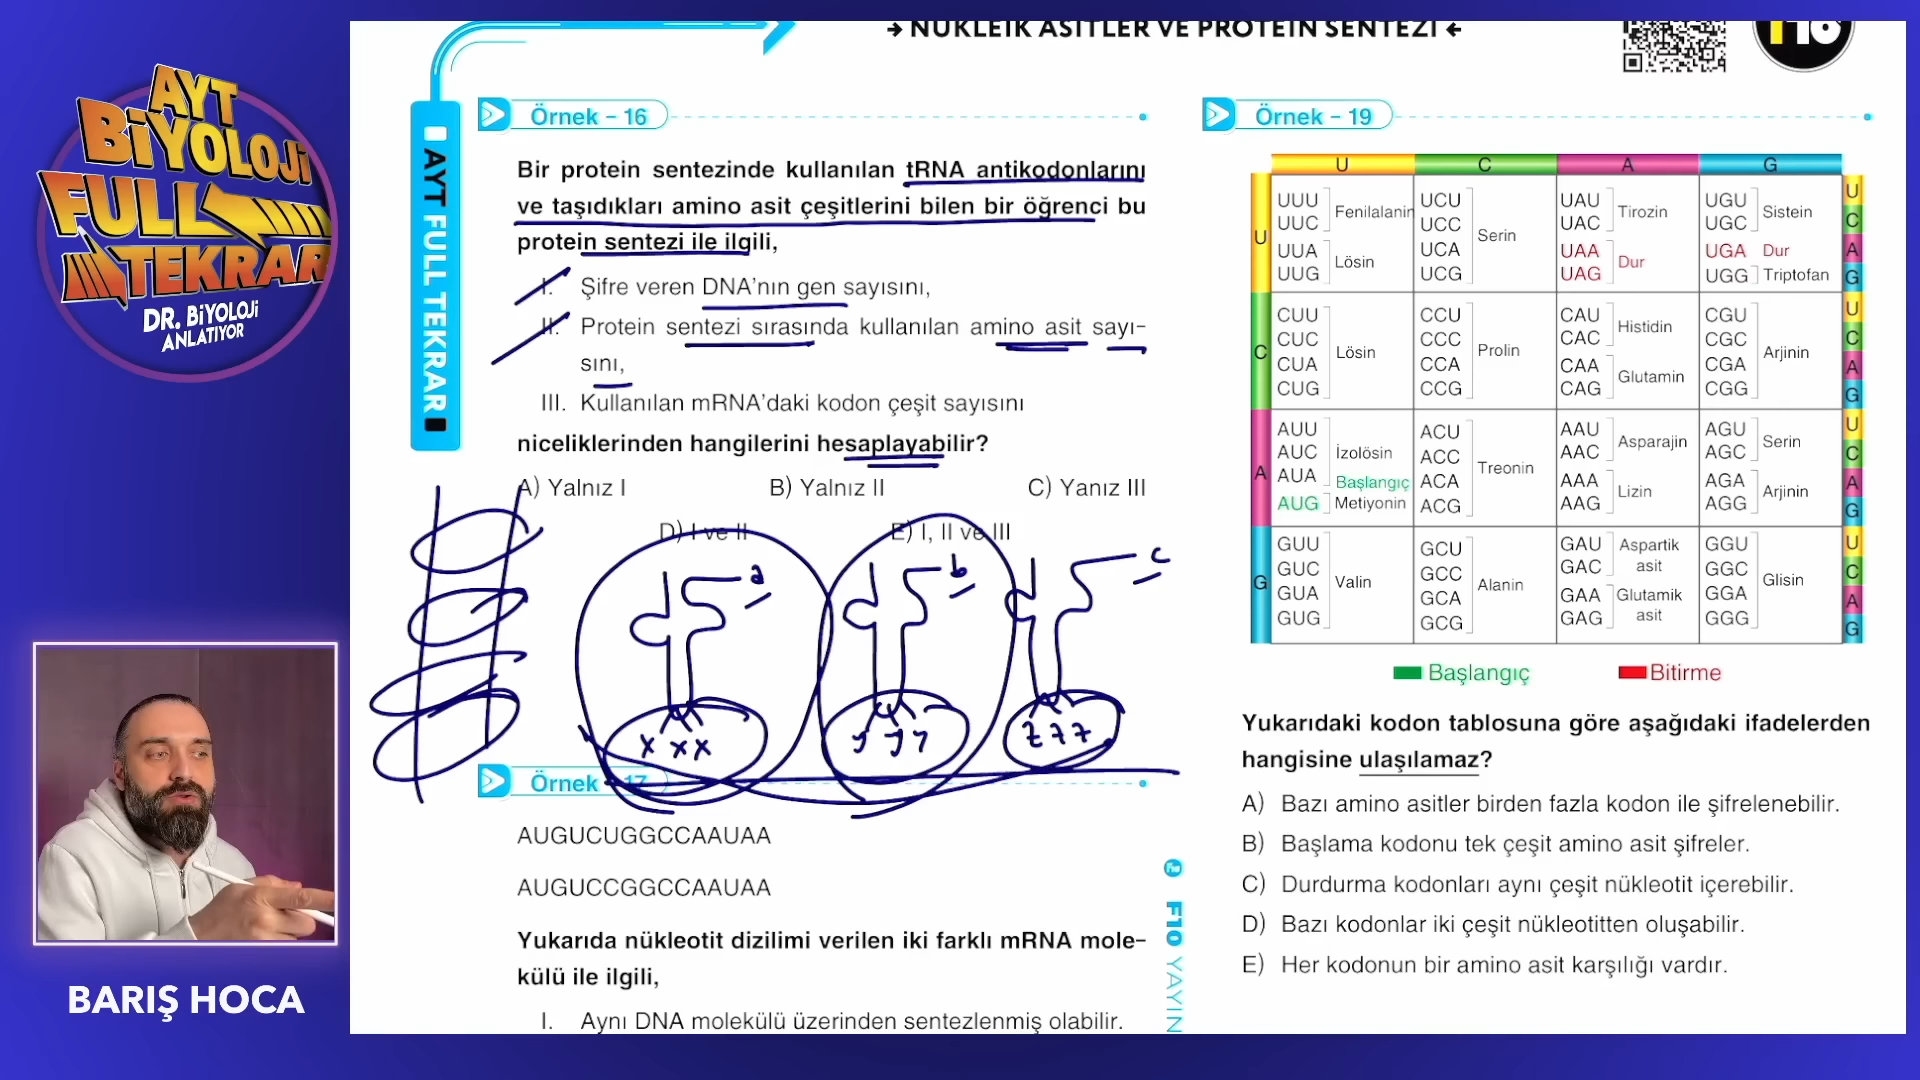 AYT
BİYOLOJİ
FULL
TEKRAR
DR. BİYOLOJİ
ANLATIYOR
BARIŞ HOCA
→ NÜKLEİK ASİTLER VE PROTEİN SENTEZİ ←
AYT FULL TEKRAR
Örnek – 16
Bir protein sentezinde kullanılan tRNA antikodonlarını
ve taşıdıkları amino asit çeşitlerini bilen bir öğrenci bu
protein sentezi ile ilgili,
I. Şifre veren DNA'nın gen sayısını,
II. Protein sentezi sırasında kullanılan amino asit sayı-
sını,
III. Kullanılan mRNA'daki kodon çeşit sayısını
niceliklerinden hangilerini hesaplayabilir?
A) Yalnız I B) Yalnız II C) Yanız III
D) I ve II E) I, II ve III
a b c
x x x y y y z z z
Örnek – 17
AUGUCUGGCCAAUAA
AUGUCCGGCCAAUAA
Yukarıda nükleotit dizilimi verilen iki farklı mRNA mole-
külü ile ilgili,
I. Aynı DNA molekülü üzerinden sentezlenmiş olabilir.
F10 YAYIN
Örnek – 19
U C A G
U
UUU UUC Fenilalanin
UUA UUG Lösin
UCU UCC UCA UCG Serin
UAU UAC Tirozin
UAA UAG Dur
UGU UGC Sistein
UGA Dur
UGG Triptofan
U C A G
C
CUU CUC CUA CUG Lösin
CCU CCC CCA CCG Prolin
CAU CAC Histidin
CAA CAG Glutamin
CGU CGC CGA CGG Arjinin
U C A G
A
AUU AUC AUA İzolösin
AUG Başlangıç Metiyonin
ACU ACC ACA ACG Treonin
AAU AAC Asparajin
AAA AAG Lizin
AGU AGC Serin
AGA AGG Arjinin
U C A G
G
GUU GUC GUA GUG Valin
GCU GCC GCA GCG Alanin
GAU GAC Aspartik asit
GAA GAG Glutamik asit
GGU GGC GGA GGG Glisin
U C A G
Başlangıç Bitirme
Yukarıdaki kodon tablosuna göre aşağıdaki ifadelerden
hangisine ulaşılamaz?
A) Bazı amino asitler birden fazla kodon ile şifrelenebilir.
B) Başlama kodonu tek çeşit amino asit şifreler.
C) Durdurma kodonları aynı çeşit nükleotit içerebilir.
D) Bazı kodonlar iki çeşit nükleotitten oluşabilir.
E) Her kodonun bir amino asit karşılığı vardır.